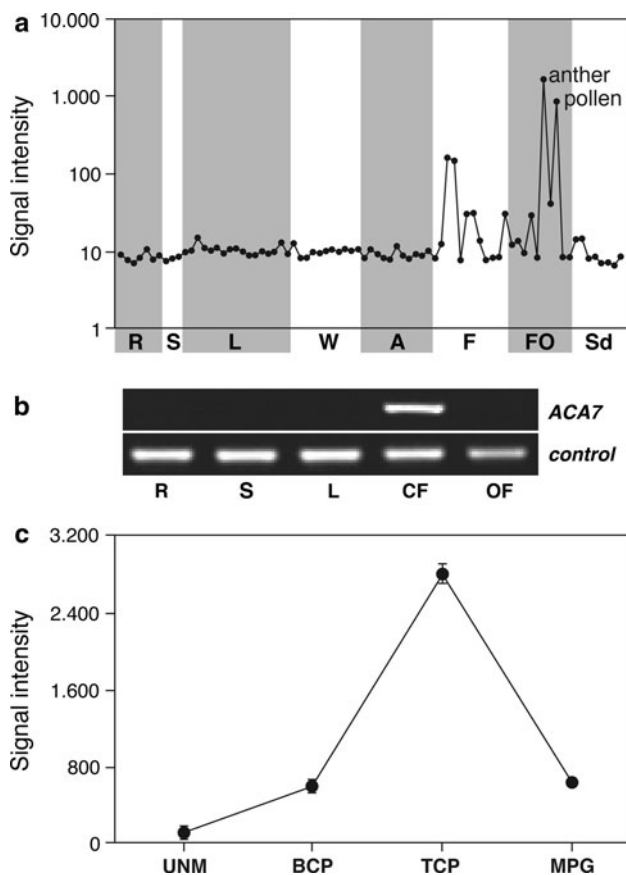 a
10.000
1.000
100
10
1
Signal intensity
anther
pollen
R S L W A F FO Sd
b
ACA7
control
R S L CF OF
c
3.200
2.400
1.600
800
0
Signal intensity
UNM BCP TCP MPG